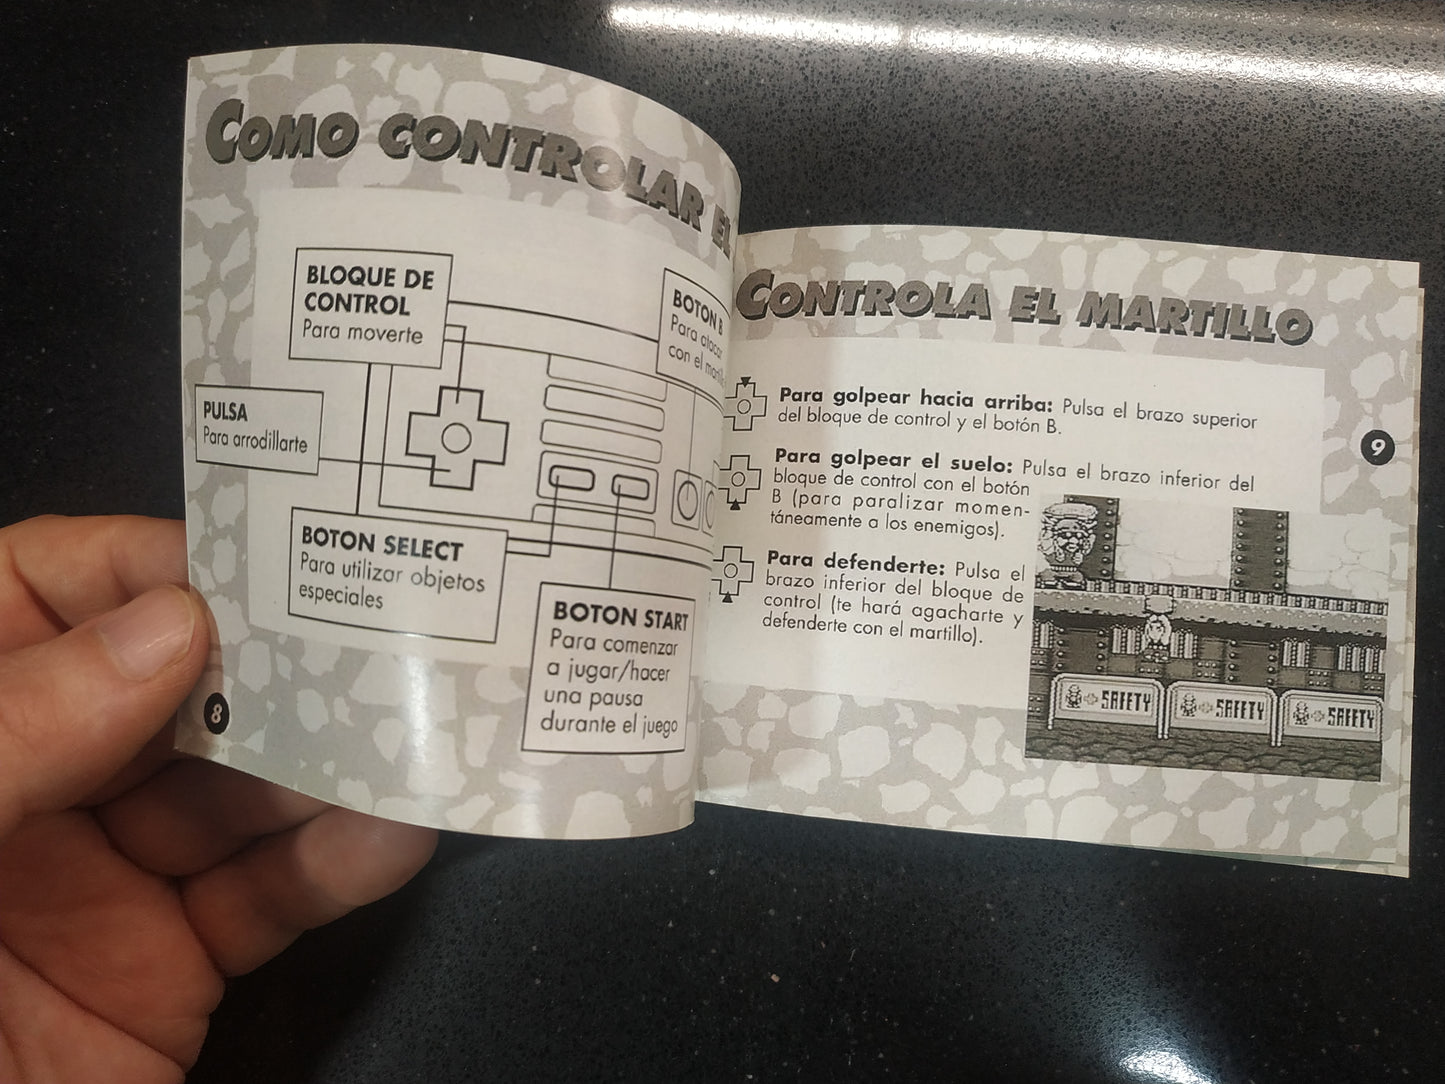 COMO CONTROLAR EL
BLOQUE DE
CONTROL
Para moverte
PULSA
Para arrodillarte
BOTON SELECT
Para utilizar objetos
especiales
BOTON B
Para atacar
con el martillo
BOTON START
Para comenzar
a jugar/hacer
una pausa
durante el juego
8
CONTROLA EL MARTILLO
Para golpear hacia arriba: Pulsa el brazo superior
del bloque de control y el botón B.
Para golpear el suelo: Pulsa el brazo inferior del
bloque de control con el botón
B (para paralizar momen-
táneamente a los enemigos).
Para defenderte: Pulsa el
brazo inferior del bloque de
control (te hará agacharte y
defenderte con el martillo).
SAFETY SAFETY SAFETY
9